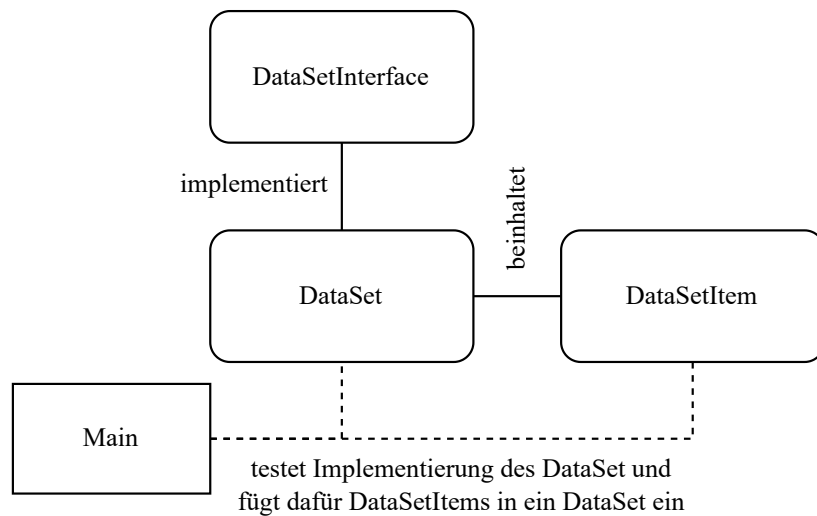 DataSetInterface
implementiert
beinhaltet
DataSet
DataSetItem
Main
testet Implementierung des DataSet und
fügt dafür DataSetItems in ein DataSet ein